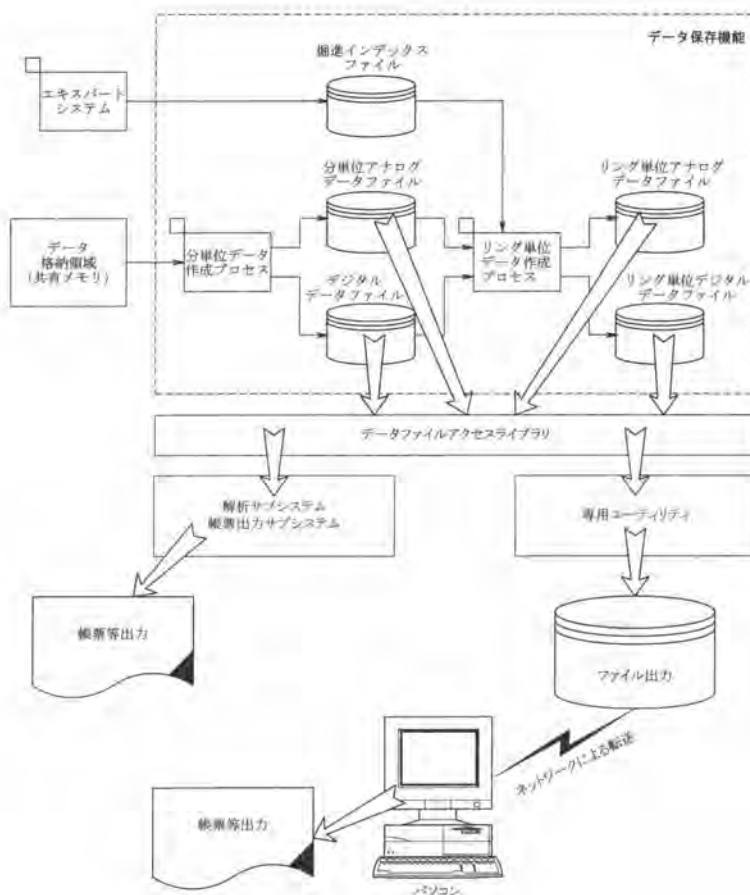 データ保存機能
掘進インデックス
ファイル
エキスパート
システム
分単位アナログ
データファイル
リング単位アナログ
データファイル
データ
格納領域
(共有メモリ)
分単位データ
作成プロセス
リング単位
データ作成
プロセス
デジタル
データファイル
リング単位デジタル
データファイル
データファイルアクセスライブラリ
解析サブシステム
帳票出力サブシステム
専用ユーティリティ
帳票等出力
ファイル出力
ネットワークによる転送
帳票等出力
パソコン